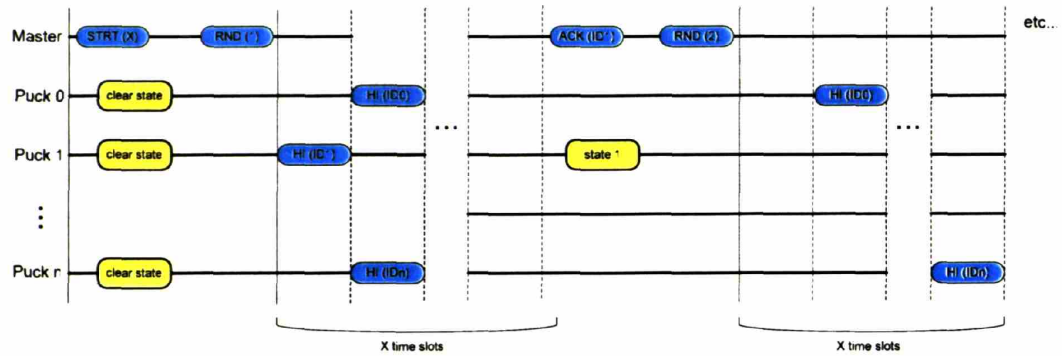 etc...
Master STRT (X) RND (1) ACK (ID1) RND (2)
Puck 0 clear state HI (ID0) HI (ID0)
...
...
Puck 1 clear state HI (ID1) state 1
⋮
Puck n clear state HI (IDn) HI (IDn)
X time slots X time slots